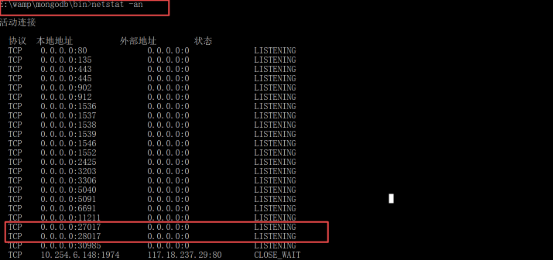 :\wamp\mongodb\bin>netstat -an
活动连接
协议 本地地址 外部地址 状态
TCP 0.0.0.0:80 0.0.0.0:0 LISTENING
TCP 0.0.0.0:135 0.0.0.0:0 LISTENING
TCP 0.0.0.0:443 0.0.0.0:0 LISTENING
TCP 0.0.0.0:445 0.0.0.0:0 LISTENING
TCP 0.0.0.0:902 0.0.0.0:0 LISTENING
TCP 0.0.0.0:912 0.0.0.0:0 LISTENING
TCP 0.0.0.0:1536 0.0.0.0:0 LISTENING
TCP 0.0.0.0:1537 0.0.0.0:0 LISTENING
TCP 0.0.0.0:1538 0.0.0.0:0 LISTENING
TCP 0.0.0.0:1539 0.0.0.0:0 LISTENING
TCP 0.0.0.0:1546 0.0.0.0:0 LISTENING
TCP 0.0.0.0:1552 0.0.0.0:0 LISTENING
TCP 0.0.0.0:2425 0.0.0.0:0 LISTENING
TCP 0.0.0.0:3203 0.0.0.0:0 LISTENING
TCP 0.0.0.0:3306 0.0.0.0:0 LISTENING
TCP 0.0.0.0:5040 0.0.0.0:0 LISTENING
TCP 0.0.0.0:5091 0.0.0.0:0 LISTENING
TCP 0.0.0.0:6691 0.0.0.0:0 LISTENING
TCP 0.0.0.0:11211 0.0.0.0:0 LISTENING
TCP 0.0.0.0:27017 0.0.0.0:0 LISTENING
TCP 0.0.0.0:28017 0.0.0.0:0 LISTENING
TCP 0.0.0.0:30985 0.0.0.0:0 LISTENING
TCP 10.254.6.148:1974 117.18.237.29:80 CLOSE_WAIT